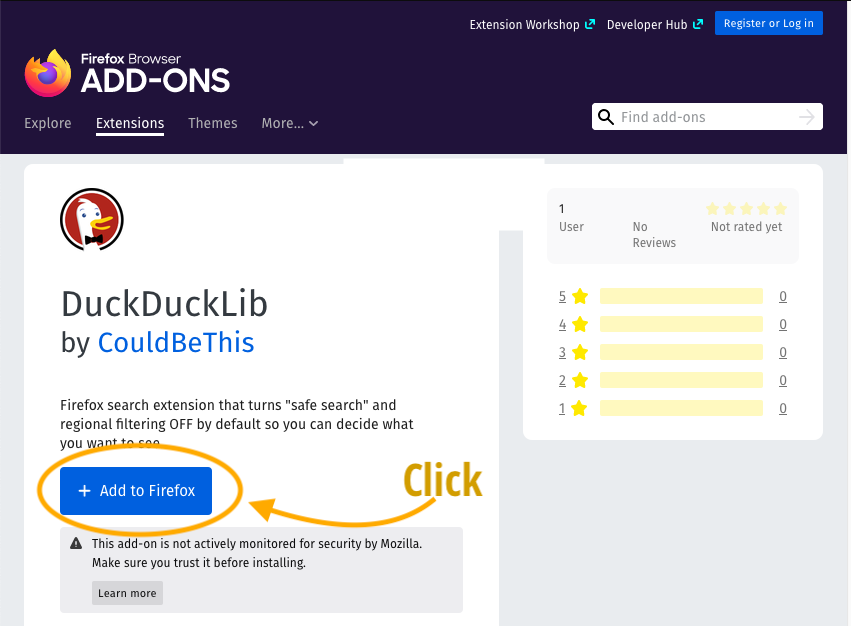 Extension Workshop Developer Hub Register or Log in
Firefox Browser
ADD-ONS
Explore Extensions Themes More...
Find add-ons
1
User
No
Reviews
Not rated yet
DuckDuckLib
by CouldBeThis
Firefox search extension that turns "safe search" and
regional filtering OFF by default so you can decide what
you want to see
5 0
4 0
3 0
2 0
1 0
Click
+ Add to Firefox
This add-on is not actively monitored for security by Mozilla.
Make sure you trust it before installing.
Learn more